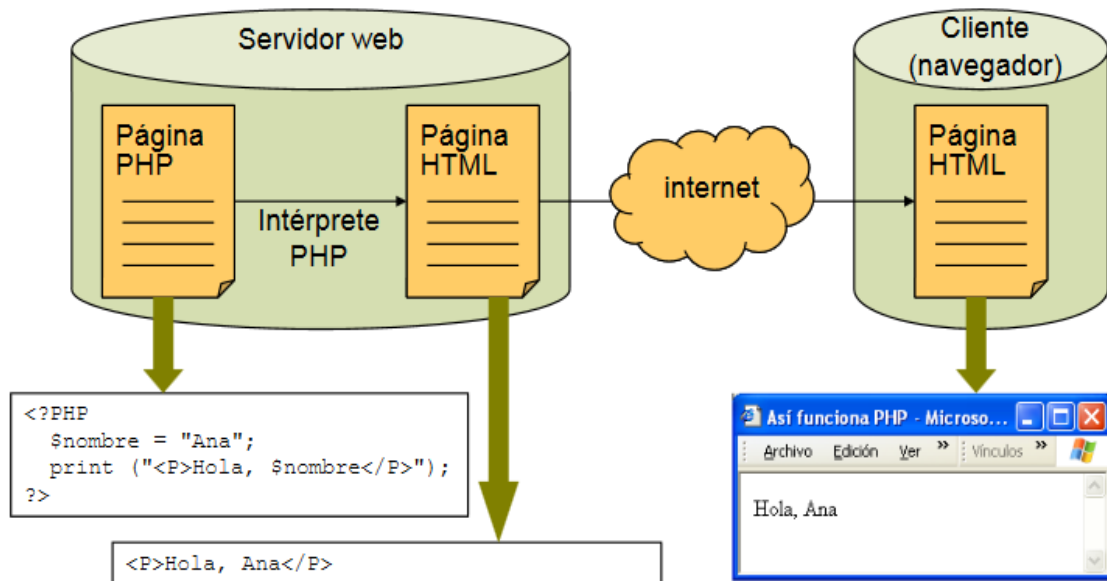 Servidor web
Cliente
(navegador)
Página
PHP
Intérprete
PHP
Página
HTML
internet
Página
HTML
<?PHP
$nombre = "Ana";
print ("<P>Hola, $nombre</P>");
?>
<P>Hola, Ana</P>
Así funciona PHP - Microso...
Archivo Edición Ver » Vínculos »
Hola, Ana